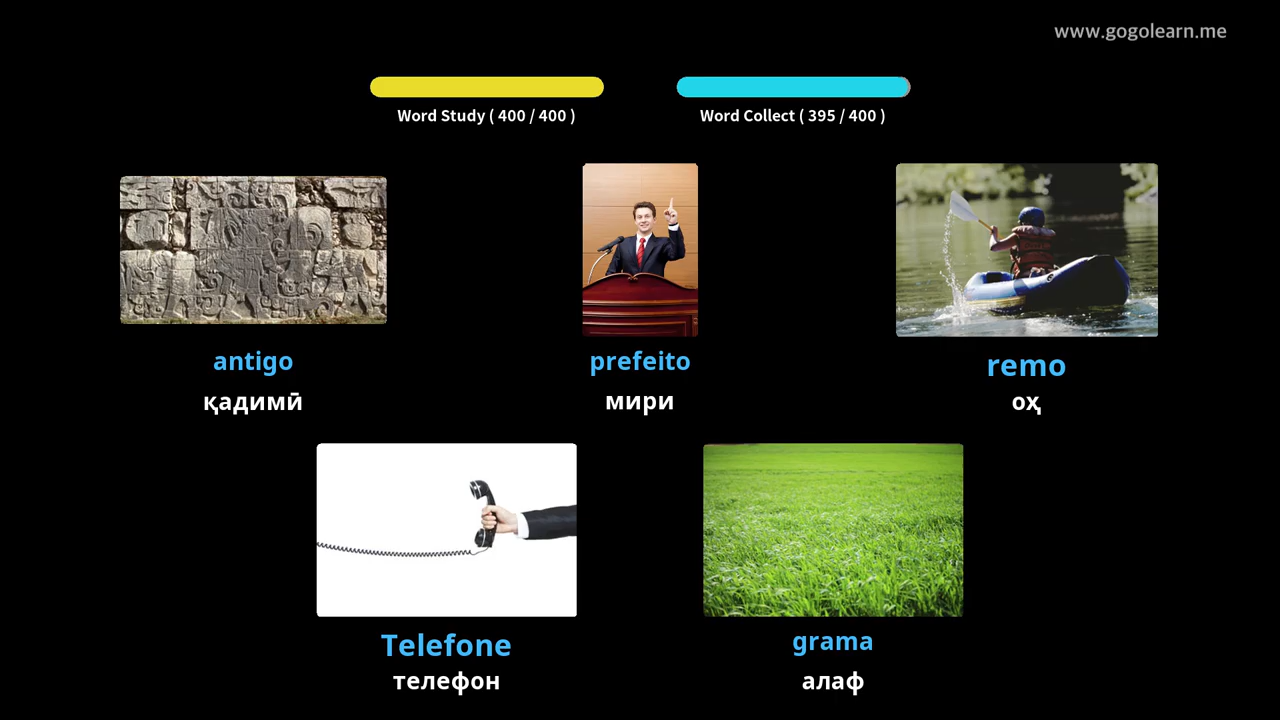 www.gogolearn.me
Word Study ( 400 / 400 )
Word Collect ( 395 / 400 )
antigo
қадимӣ
prefeito
мири
remo
оҳ
Telefone
телефон
grama
алаф